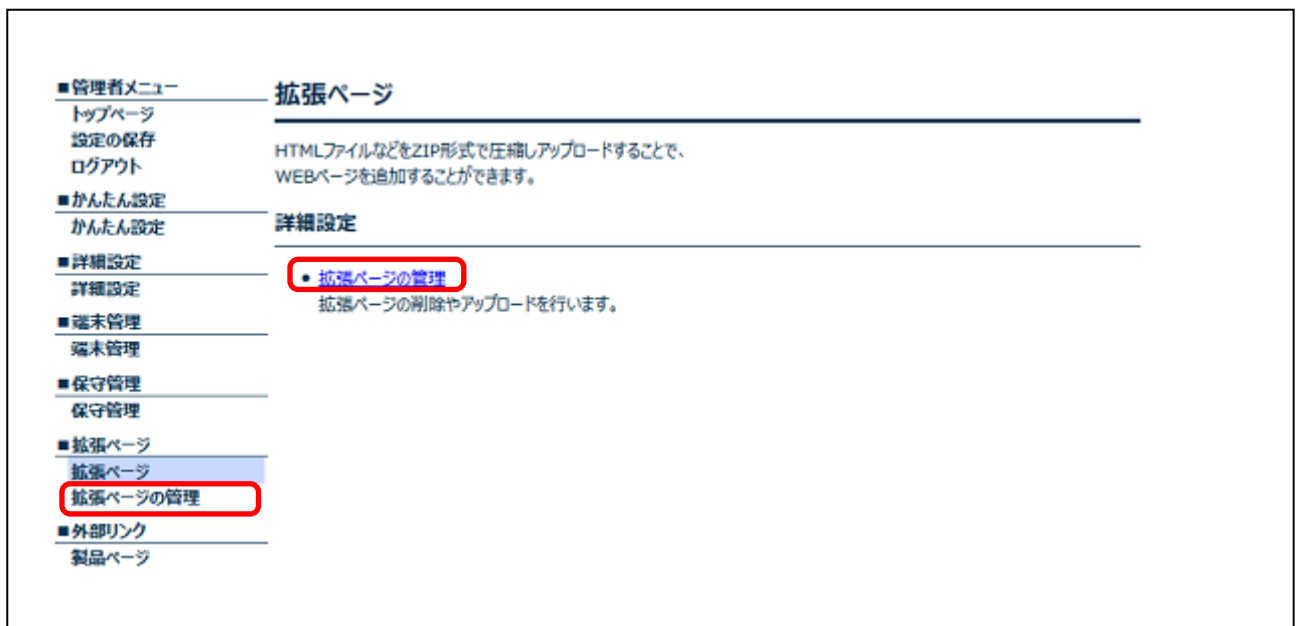 ■管理者メニュー
トップページ
設定の保存
ログアウト
■かんたん設定
かんたん設定
■詳細設定
詳細設定
■端末管理
端末管理
■保守管理
保守管理
■拡張ページ
拡張ページ
拡張ページの管理
■外部リンク
製品ページ
拡張ページ
HTMLファイルなどをZIP形式で圧縮しアップロードすることで、
WEBページを追加することができます。
詳細設定
• 拡張ページの管理
拡張ページの削除やアップロードを行います。